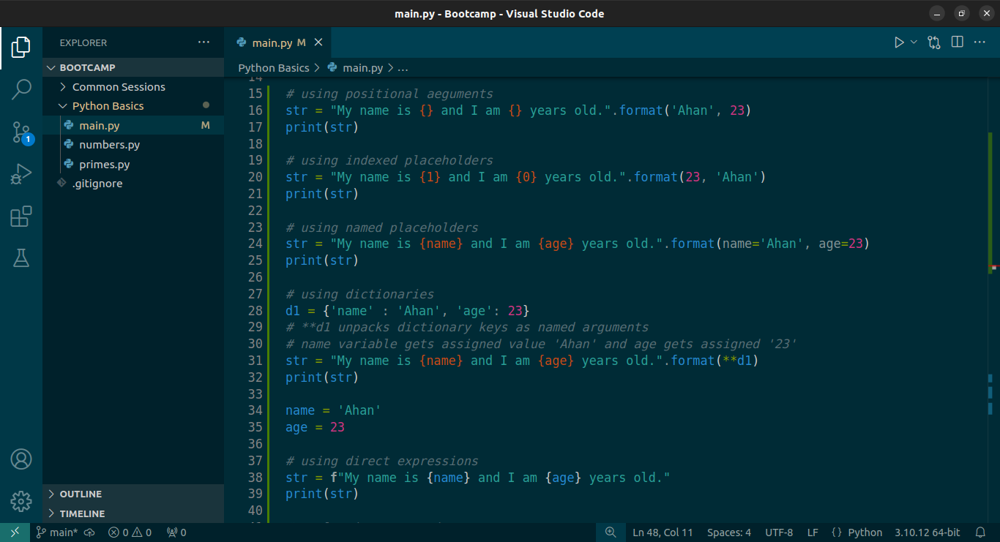 main.py - Bootcamp - Visual Studio Code
EXPLORER
BOOTCAMP
Common Sessions
Python Basics
main.py M
numbers.py
primes.py
.gitignore
OUTLINE
TIMELINE
1
main.py M
Python Basics > main.py > ...
14
15 # using positional aeguments
16 str = "My name is {} and I am {} years old.".format('Ahan', 23)
17 print(str)
18
19 # using indexed placeholders
20 str = "My name is {1} and I am {0} years old.".format(23, 'Ahan')
21 print(str)
22
23 # using named placeholders
24 str = "My name is {name} and I am {age} years old.".format(name='Ahan', age=23)
25 print(str)
26
27 # using dictionaries
28 d1 = {'name' : 'Ahan', 'age': 23}
29 # **d1 unpacks dictionary keys as named arguments
30 # name variable gets assigned value 'Ahan' and age gets assigned '23'
31 str = "My name is {name} and I am {age} years old.".format(**d1)
32 print(str)
33
34 name = 'Ahan'
35 age = 23
36
37 # using direct expressions
38 str = f"My name is {name} and I am {age} years old."
39 print(str)
40
main* 0 0 0 Ln 48, Col 11 Spaces: 4 UTF-8 LF {} Python 3.10.12 64-bit